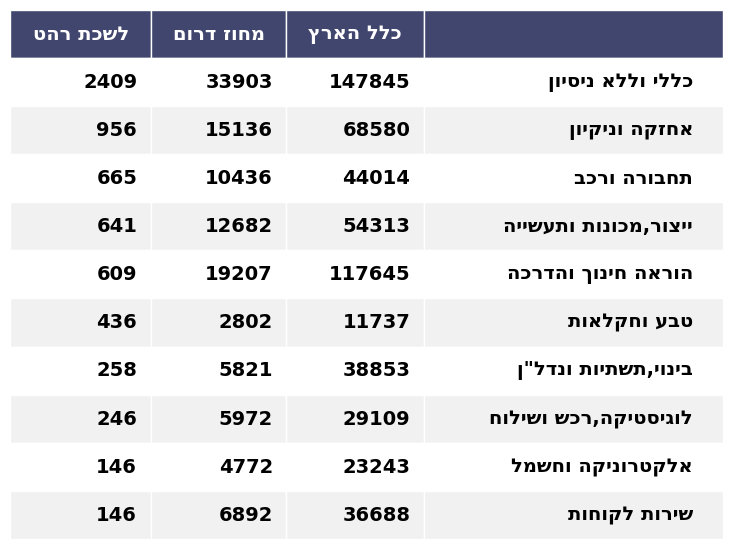 כלל הארץ מחוז דרום לשכת רהט
כללי וללא ניסיון 147845 33903 2409
אחזקה וניקיון 68580 15136 956
תחבורה ורכב 44014 10436 665
ייצור,מכונות ותעשייה 54313 12682 641
הוראה חינוך והדרכה 117645 19207 609
טבע וחקלאות 11737 2802 436
בינוי,תשתיות ונדל"ן 38853 5821 258
לוגיסטיקה,רכש ושילוח 29109 5972 246
אלקטרוניקה וחשמל 23243 4772 146
שירות לקוחות 36688 6892 146